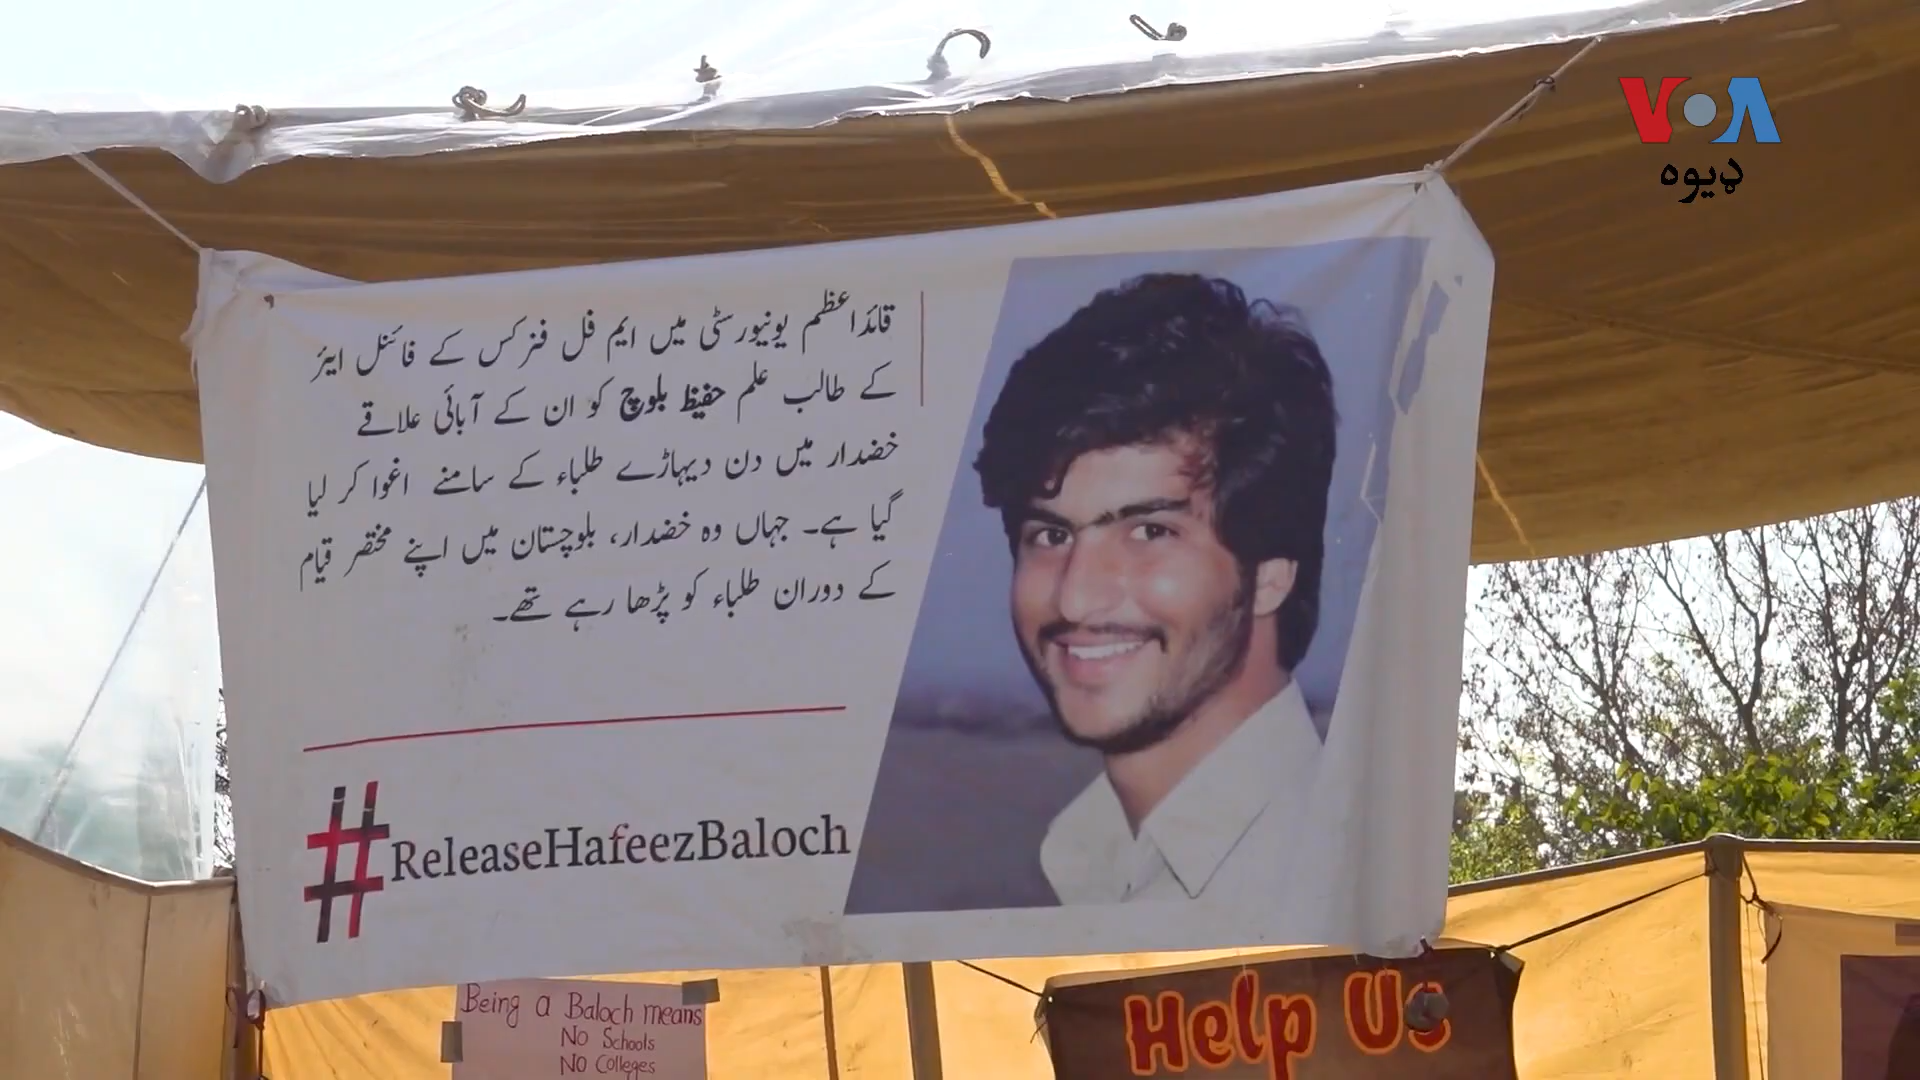 VOA
ډیوه
قائداعظم یونیورسٹی میں ایم فل فزکس کے فائنل ایئر
کے طالب علم حفیظ بلوچ کو ان کے آبائی علاقے
خضدار میں دن دیہاڑے طلباء کے سامنے اغوا کر لیا
گیا ہے۔ جہاں وہ خضدار، بلوچستان میں اپنے مختصر قیام
کے دوران طلباء کو پڑھا رہے تھے۔
#ReleaseHafeezBaloch
Being a Baloch means
NO Schools
NO Colleges
Help Us